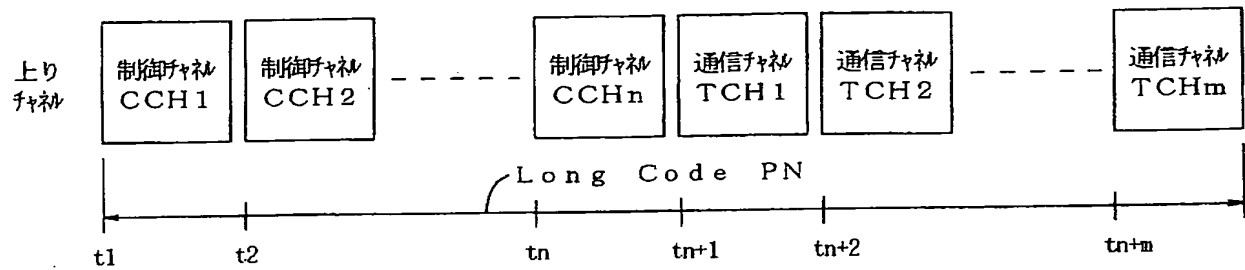 上り
チャネル
制御チャネル
CCH1
制御チャネル
CCH2
制御チャネル
CCHn
通信チャネル
TCH1
通信チャネル
TCH2
通信チャネル
TCHm
Long Code PN
t1
t2
tn
tn+1
tn+2
tn+m